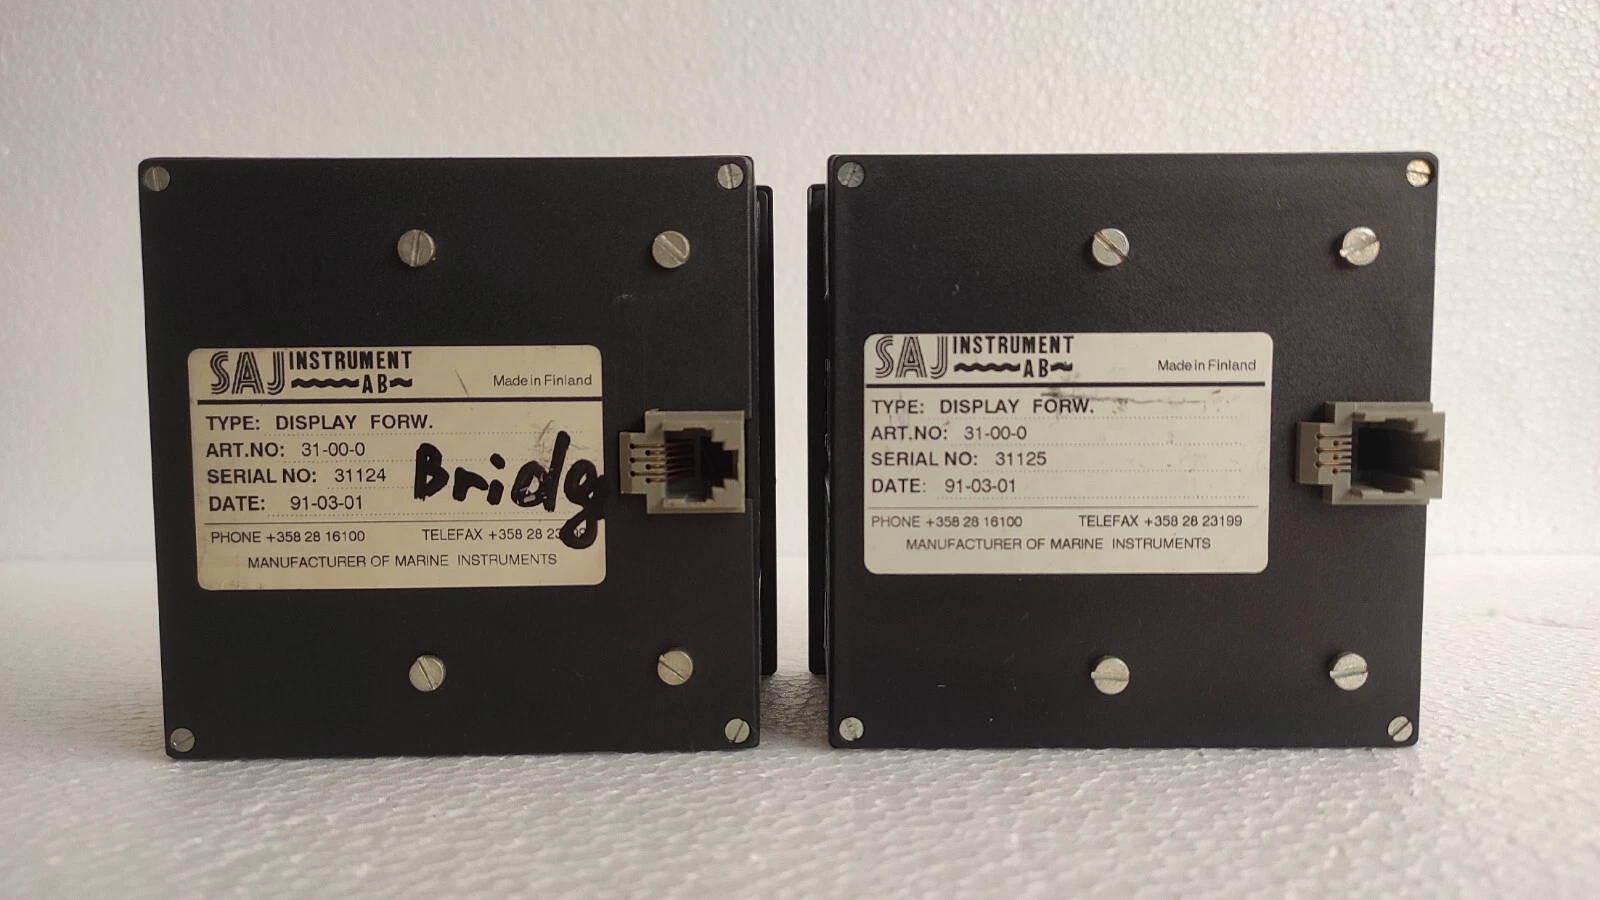 SAJ INSTRUMENT
AB
Made in Finland
TYPE: DISPLAY FORW.
ART.NO: 31-00-0
SERIAL NO: 31124
DATE: 91-03-01
Bridg
PHONE +358 28 16100 TELEFAX +358 28 23
MANUFACTURER OF MARINE INSTRUMENTS
SAJ INSTRUMENT
AB
Made in Finland
TYPE: DISPLAY FORW.
ART.NO: 31-00-0
SERIAL NO: 31125
DATE: 91-03-01
PHONE +358 28 16100 TELEFAX +358 28 23199
MANUFACTURER OF MARINE INSTRUMENTS